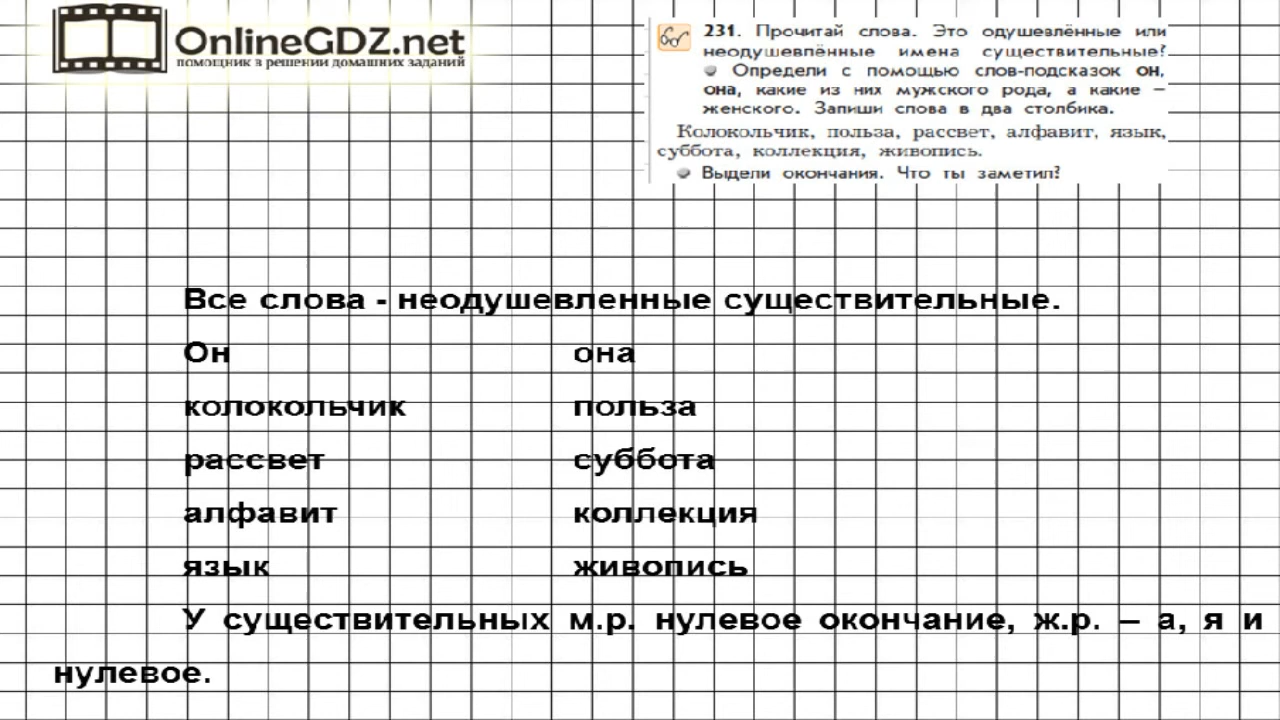 OnlineGDZ.net
помощник в решении домашних заданий
231. Прочитай слова. Это одушевлённые или
неодушевлённые имена существительные?
Определи с помощью слов-подсказок он,
она, какие из них мужского рода, а какие –
женского. Запиши слова в два столбика.
Колокольчик, польза, рассвет, алфавит, язык,
суббота, коллекция, живопись.
Выдели окончания. Что ты заметил?
Все слова - неодушевленные существительные.
Он она
колокольчик польза
рассвет суббота
алфавит коллекция
язык живопись
У существительных м.р. нулевое окончание, ж.р. – а, я и
нулевое.